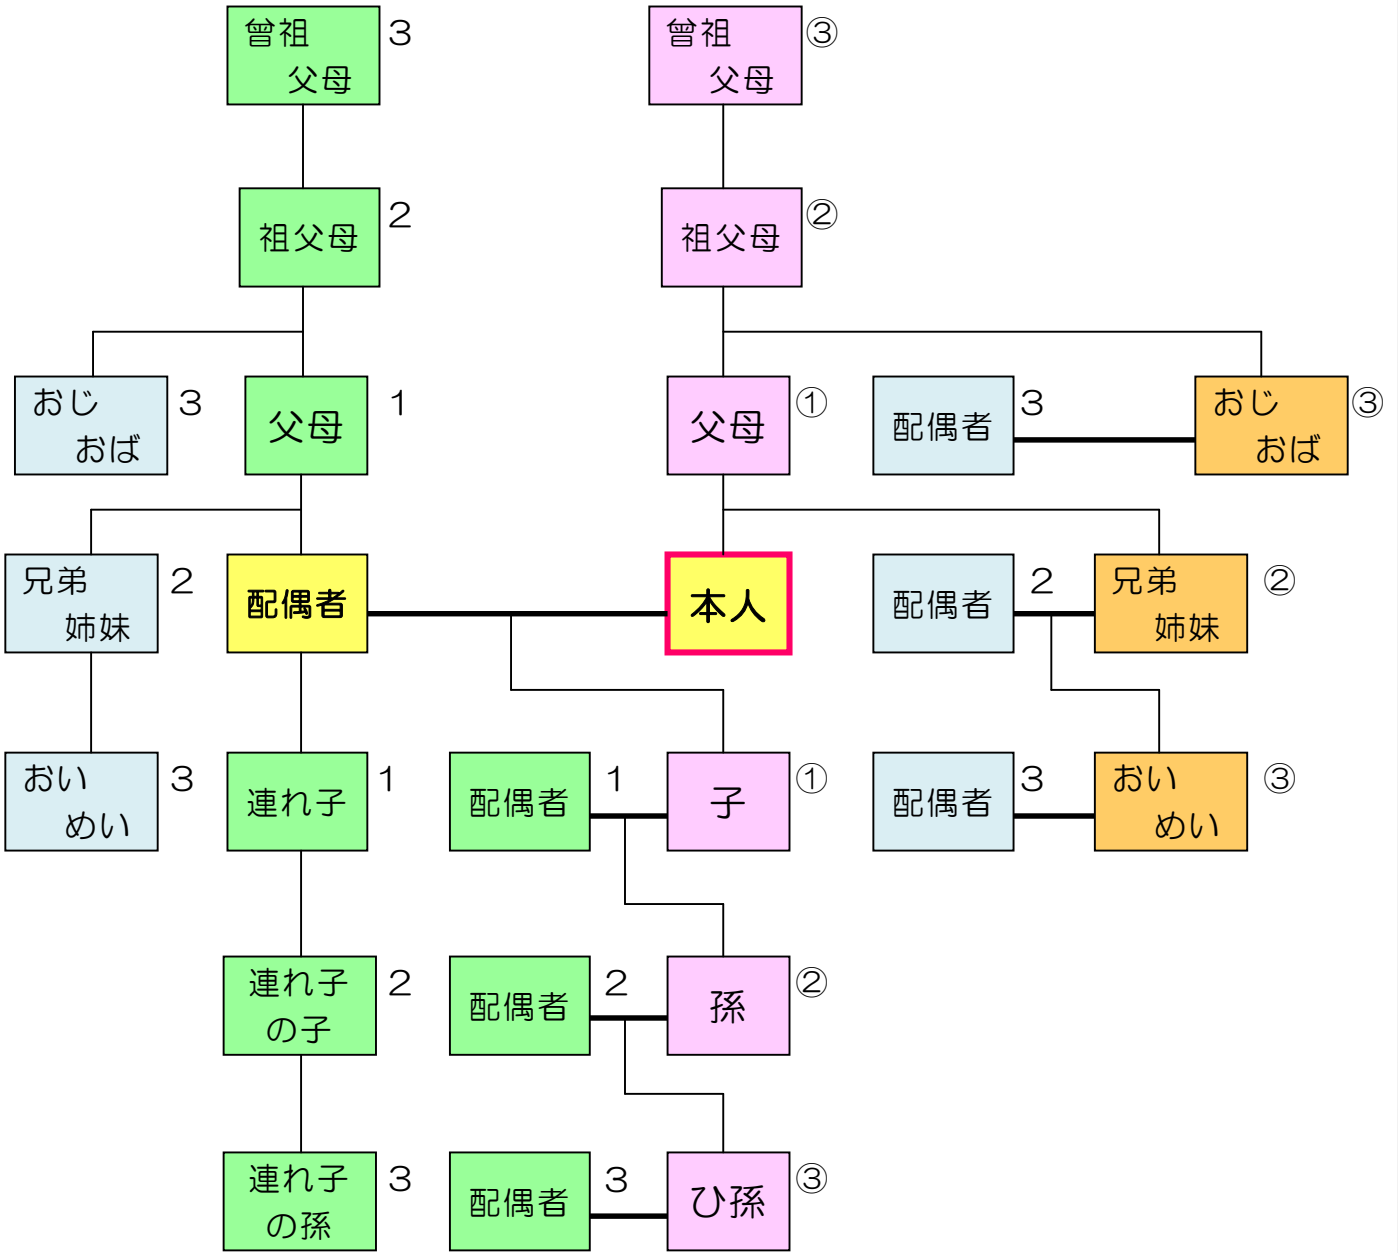 曾祖
父母
3
曾祖
父母
③
祖父母
2
祖父母
②
おじ
おば
3
父母
1
父母
①
配偶者
3
おじ
おば
③
兄弟
姉妹
2
配偶者
本人
配偶者
2
兄弟
姉妹
②
おい
めい
3
連れ子
1
配偶者
1
子
①
配偶者
3
おい
めい
③
連れ子
の子
2
配偶者
2
孫
②
連れ子
の孫
3
配偶者
3
ひ孫
③